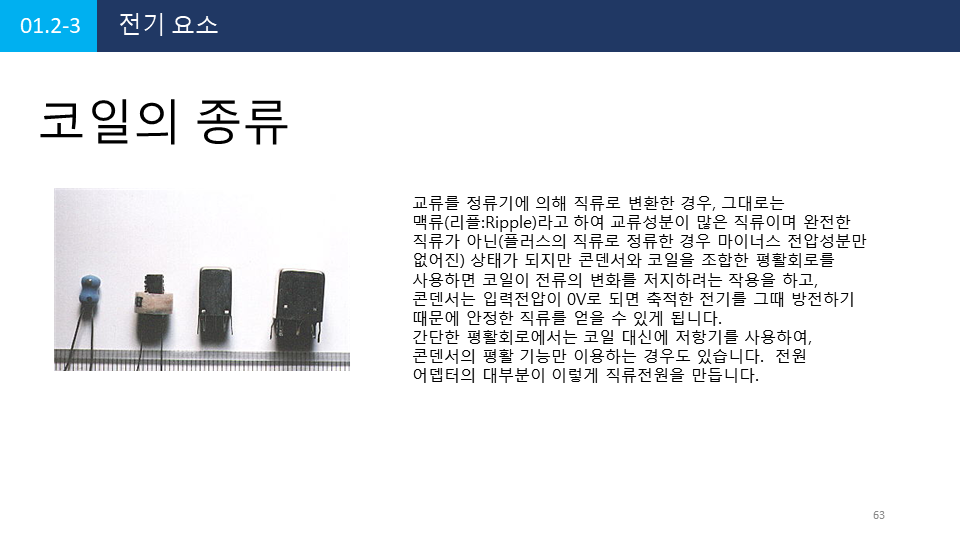 01.2-3
전기 요소
코일의 종류
교류를 정류기에 의해 직류로 변환한 경우, 그대로는
맥류(리플:Ripple)라고 하여 교류성분이 많은 직류이며 완전한
직류가 아닌(플러스의 직류로 정류한 경우 마이너스 전압성분만
없어진) 상태가 되지만 콘덴서와 코일을 조합한 평활회로를
사용하면 코일이 전류의 변화를 저지하려는 작용을 하고,
콘덴서는 입력전압이 0V로 되면 축적한 전기를 그때 방전하기
때문에 안정한 직류를 얻을 수 있게 됩니다.
간단한 평활회로에서는 코일 대신에 저항기를 사용하여,
콘덴서의 평활 기능만 이용하는 경우도 있습니다. 전원
어뎁터의 대부분이 이렇게 직류전원을 만듭니다.
63